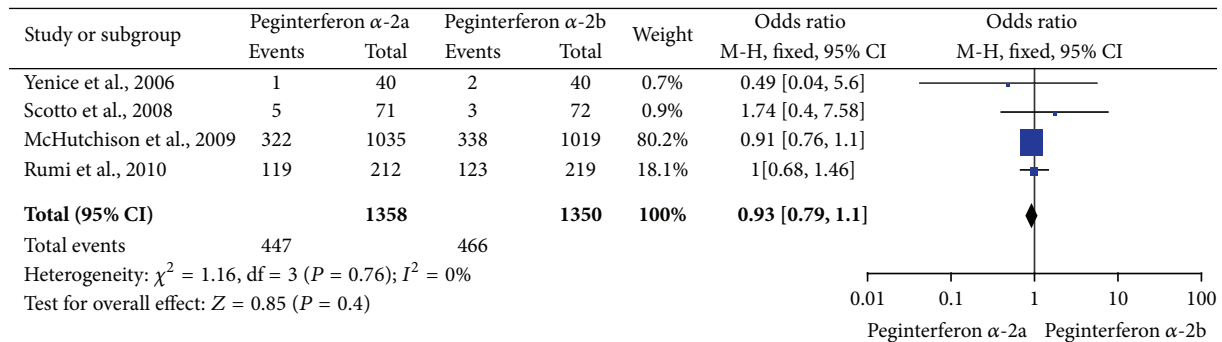 Study or subgroup Peginterferon α-2a Peginterferon α-2b Weight Odds ratio Odds ratio
Events Total Events Total M-H, fixed, 95% CI M-H, fixed, 95% CI
Yenice et al., 2006 1 40 2 40 0.7% 0.49 [0.04, 5.6]
Scotto et al., 2008 5 71 3 72 0.9% 1.74 [0.4, 7.58]
McHutchison et al., 2009 322 1035 338 1019 80.2% 0.91 [0.76, 1.1]
Rumi et al., 2010 119 212 123 219 18.1% 1[0.68, 1.46]
Total (95% CI) 1358 1350 100% 0.93 [0.79, 1.1]
Total events 447 466
Heterogeneity: χ² = 1.16, df = 3 (P = 0.76); I² = 0%
Test for overall effect: Z = 0.85 (P = 0.4)
0.01 0.1 1 10 100
Peginterferon α-2a Peginterferon α-2b